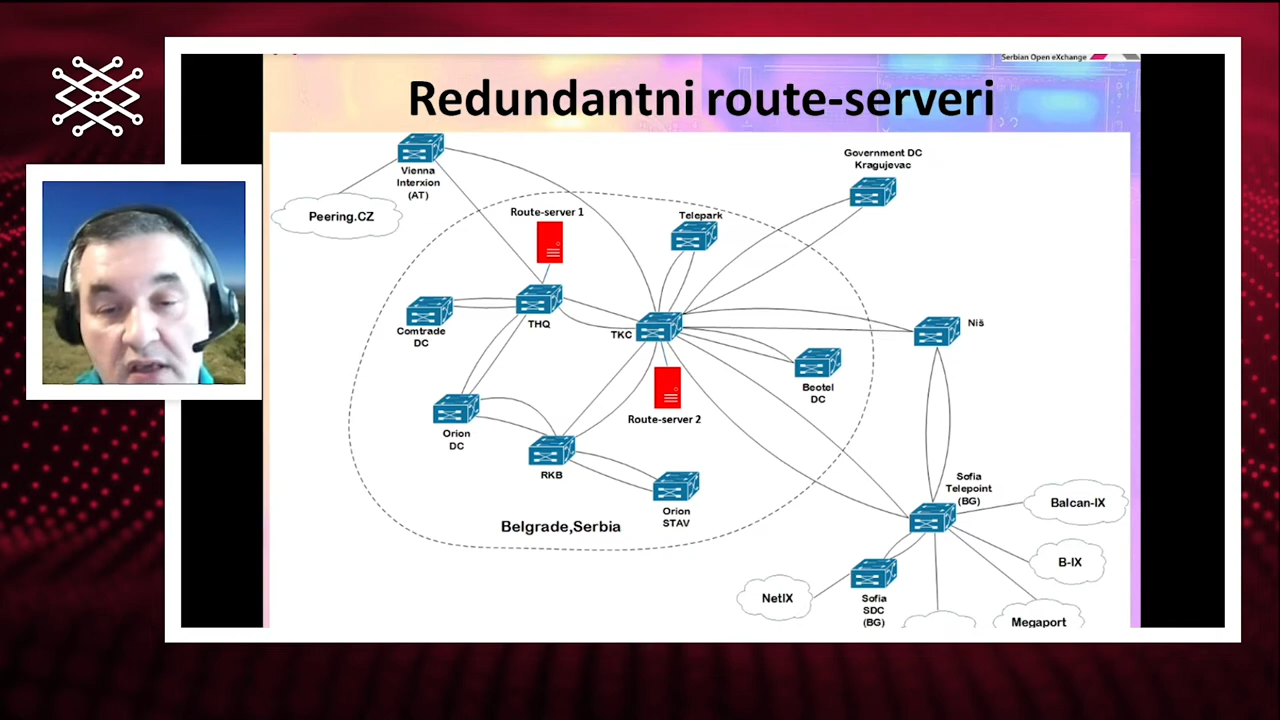 Serbian Open eXchange
Redundantni route-serveri
Vienna
Interxion
(AT)
Peering.CZ
Government DC
Kragujevac
Route-server 1
Telepark
Comtrade
DC
THQ
TKC
Niš
Beotel
DC
Route-server 2
Orion
DC
RKB
Orion
STAV
Belgrade,Serbia
Sofia
Telepoint
(BG)
Balcan-IX
B-IX
NetIX
Sofia
SDC
(BG)
Megaport